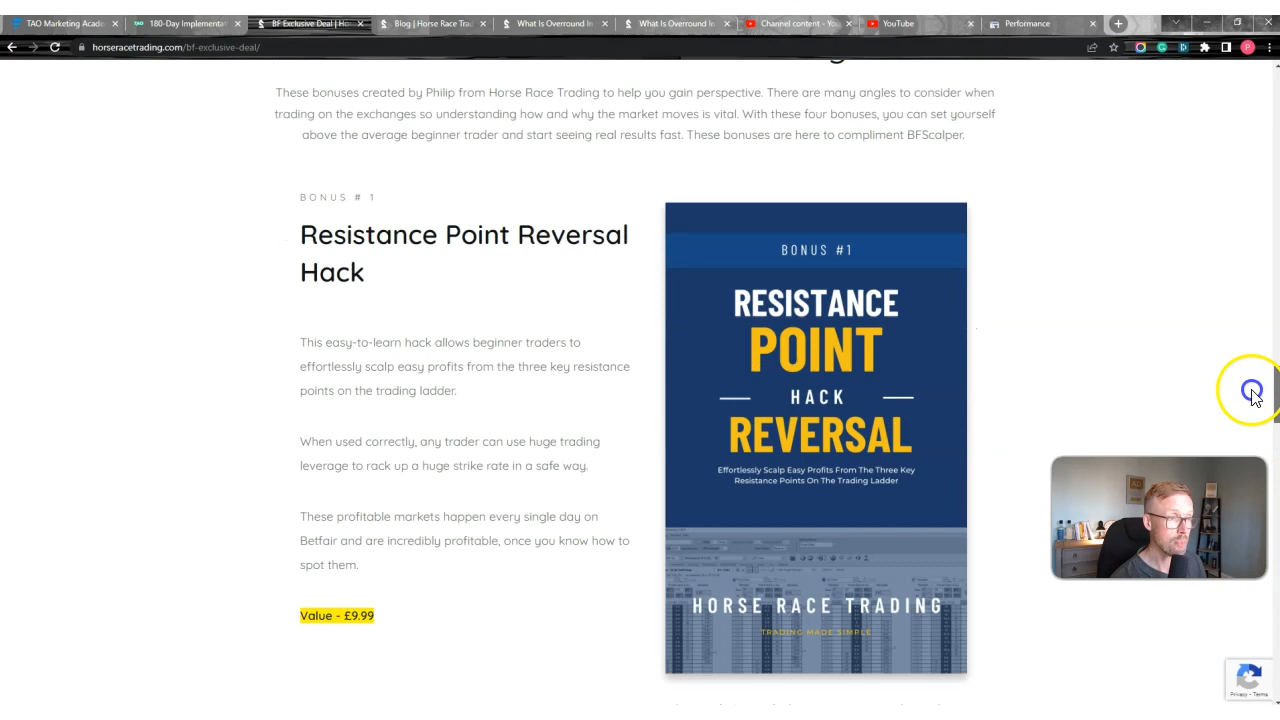 TAO Marketing Acade
180-Day Implementa
BF Exclusive Deal | Ho
Blog | Horse Race Trad
What Is Overround In
What Is Overround In
Channel content - You
YouTube
Performance
horseracetrading.com/bf-exclusive-deal/
These bonuses created by Philip from Horse Race Trading to help you gain perspective. There are many angles to consider when
trading on the exchanges so understanding how and why the market moves is vital. With these four bonuses, you can set yourself
above the average beginner trader and start seeing real results fast. These bonuses are here to compliment BFScalper.
BONUS # 1
Resistance Point Reversal
Hack
This easy-to-learn hack allows beginner traders to
effortlessly scalp easy profits from the three key resistance
points on the trading ladder.
When used correctly, any trader can use huge trading
leverage to rack up a huge strike rate in a safe way.
These profitable markets happen every single day on
Betfair and are incredibly profitable, once you know how to
spot them.
Value - £9.99
BONUS #1
RESISTANCE
POINT
HACK
REVERSAL
Effortlessly Scalp Easy Profits From The Three Key
Resistance Points On The Trading Ladder
HORSE RACE TRADING
TRADING MADE SIMPLE
Privacy - Terms